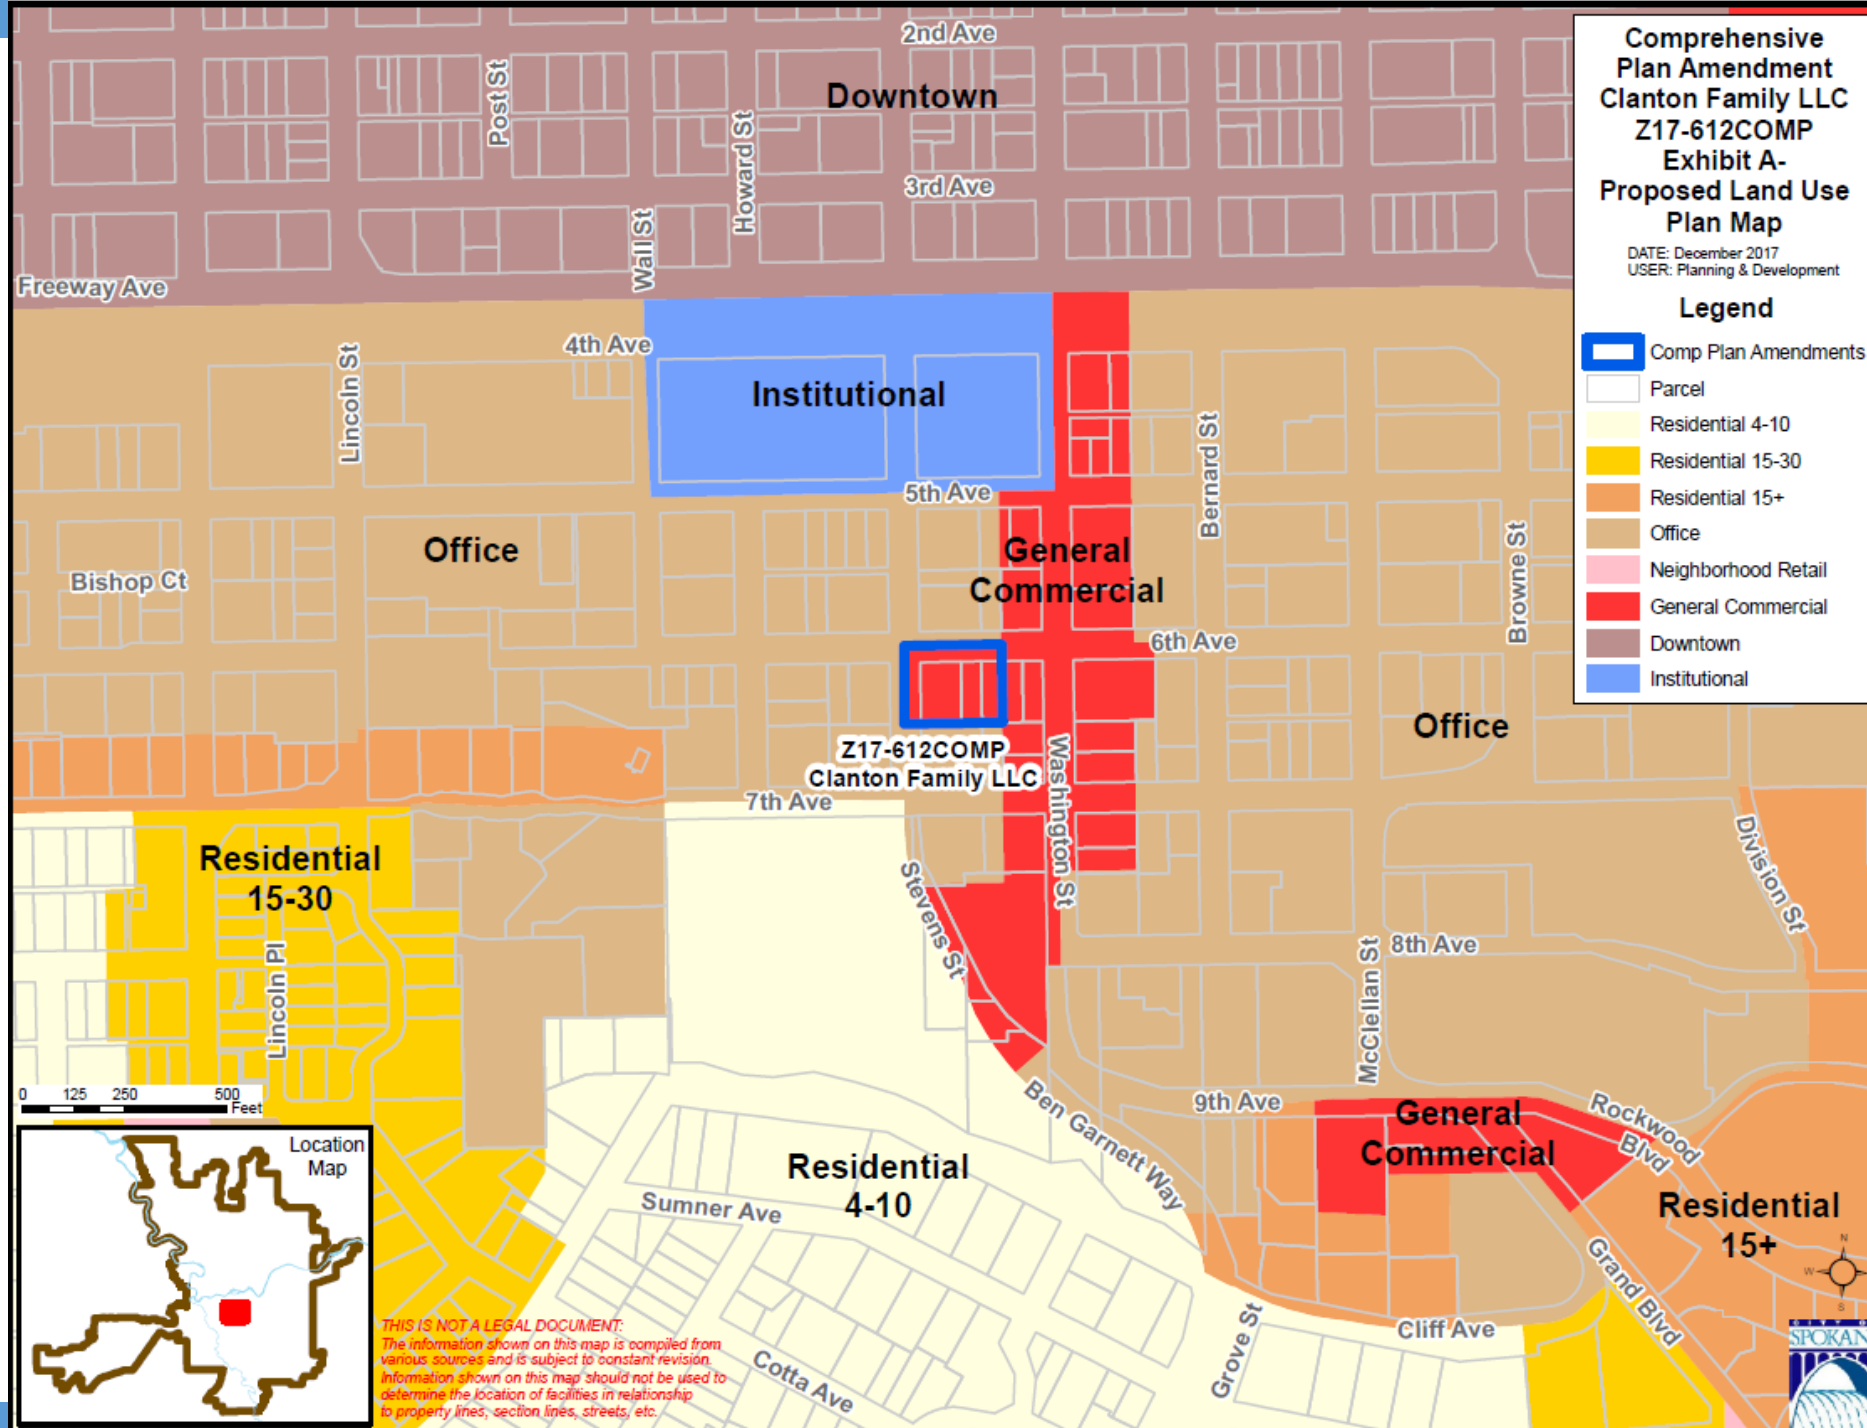 2nd Ave
Downtown
Post St
Howard St
3rd Ave
Wall St
Freeway Ave
Comprehensive
Plan Amendment
Clanton Family LLC
Z17-612COMP
Exhibit A-
Proposed Land Use
Plan Map
DATE: December 2017
USER: Planning & Development
Legend
Comp Plan Amendments
Parcel
Residential 4-10
Residential 15-30
Residential 15+
Office
Neighborhood Retail
General Commercial
Downtown
Institutional
4th Ave
Lincoln St
Institutional
5th Ave
Bernard St
Office
General
Commercial
Bishop Ct
Browne St
6th Ave
Office
Z17-612COMP
Clanton Family LLC
Washington St
7th Ave
Residential
15-30
Stevens St
Division St
Lincoln Pl
8th Ave
McClellan St
0 125 250 500
Feet
Ben Garnett Way
9th Ave
General
Commercial
Rockwood
Blvd
Location
Map
Residential
4-10
Sumner Ave
Residential
15+
N
W
S
Grand Blvd
Grove St
Cliff Ave
Cotta Ave
THIS IS NOT A LEGAL DOCUMENT:
The information shown on this map is compiled from
various sources and is subject to constant revision.
Information shown on this map should not be used to
determine the location of facilities in relationship
to property lines, section lines, streets, etc.
CITY O
SPOKAN